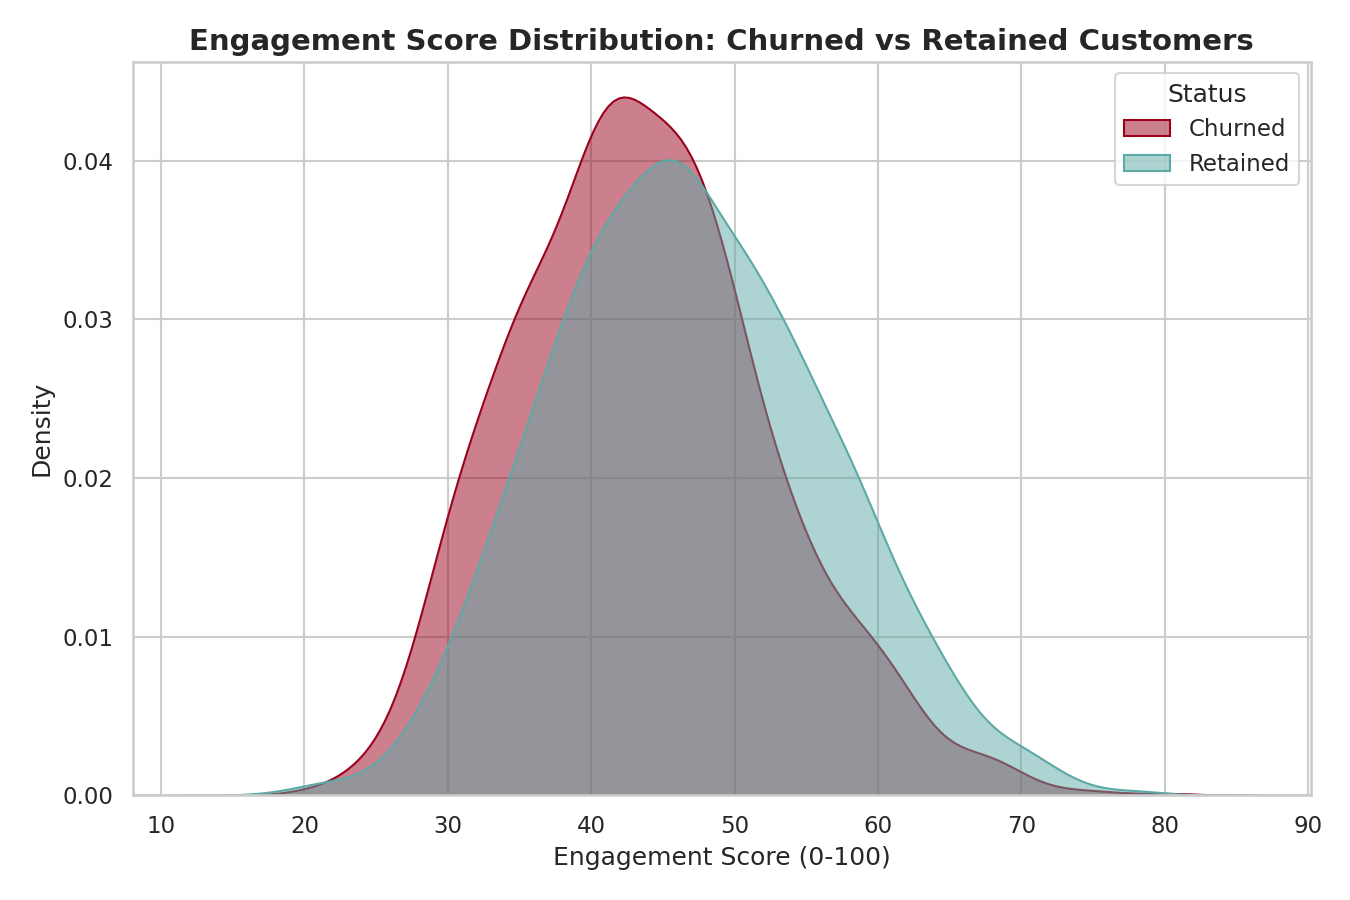 Engagement Score Distribution: Churned vs Retained Customers
Status
Churned
Retained
Density
0.04
0.03
0.02
0.01
0.00
10 20 30 40 50 60 70 80 90
Engagement Score (0-100)